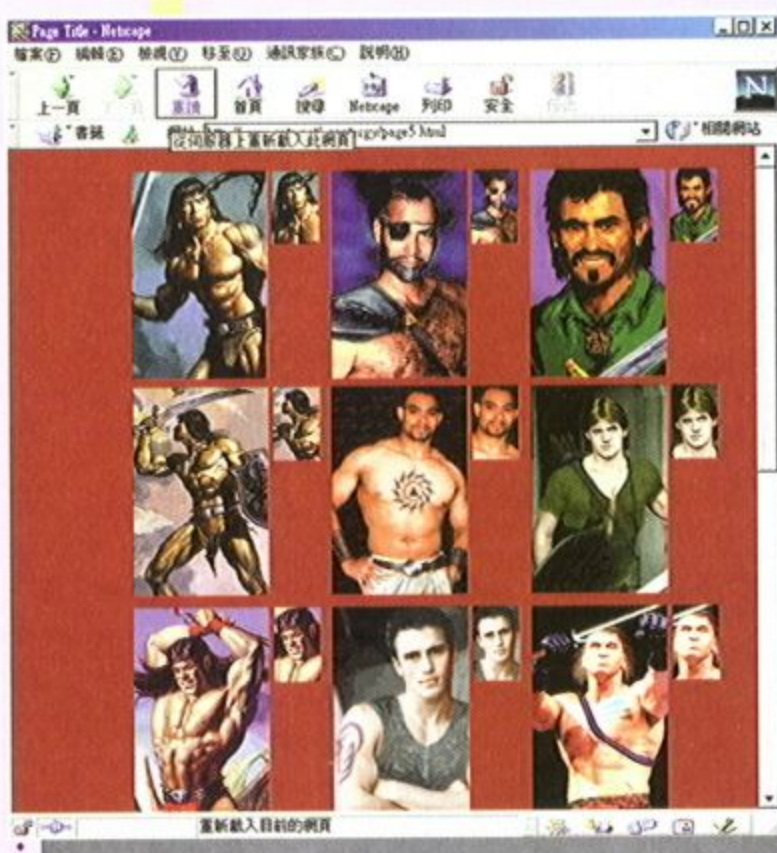 Page Title - Netscape
檔案(F) 編輯(E) 檢視(V) 移至(G) 通訊家族(C) 說明(H)
上一頁 重讀 首頁 搜尋 Netscape 列印 安全
書籤 page5.html 相關網站
從伺服器上重新載入此網頁
N
重新載入目前的網頁